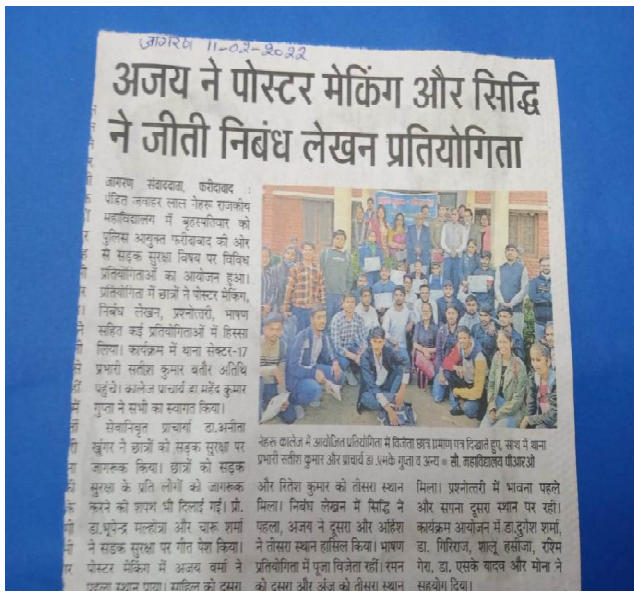 जागरण 11-02-2022
अजय ने पोस्टर मेकिंग और सिद्धि
ने जीती निबंध लेखन प्रतियोगिता
जागरण संवाददाता, फरीदाबाद :
पंडित जवाहर लाल नेहरू राजकीय
महाविद्यालय में बृहस्पतिवार को
पुलिस आयुक्त फरीदाबाद की ओर
से सड़क सुरक्षा विषय पर विविध
प्रतियोगिताओं का आयोजन हुआ।
प्रतियोगिता में छात्रों ने पोस्टर मेकिंग,
निबंध लेखन, प्रश्नोत्तरी, भाषण
सहित कई प्रतियोगिताओं में हिस्सा
लिया। कार्यक्रम में थाना सेक्टर-17
प्रभारी सतीश कुमार बतौर अतिथि
पहुंचे। कालेज प्राचार्य डा.महेंद्र कुमार
गुप्ता ने सभी का स्वागत किया।
सेवानिवृत प्राचार्या डा.अनीता
खुंगर ने छात्रों को सड़क सुरक्षा पर
जागरूक किया। छात्रों को सड़क
सुरक्षा के प्रति लोगों को जागरूक
करने की शपथ भी दिलाई गई। प्रो.
डा.भूपेन्द्र मल्होत्रा और चारू शर्मा
ने सड़क सुरक्षा पर गीत पेश किया।
पोस्टर मेकिंग में अजय वर्मा ने
पहला स्थान पाया। साहिल को दूसरा
नेहरू कालेज में आयोजित प्रतियोगिता में विजेता छात्र प्रमाण पत्र दिखाते हुए, साथ में थाना
प्रभारी सतीश कुमार और प्राचार्य डा. एमके गुप्ता व अन्य ● सौ. महाविद्यालय पीआरओ
और रितेश कुमार को तीसरा स्थान
मिला। निबंध लेखन में सिद्धि ने
पहला, अजय ने दूसरा और
ने तीसरा स्थान हासिल किया। भाषण
प्रतियोगिता में पूजा विजेता रहीं। रमन
को दूसरा और अंजू को तीसरा स्थान
मिला। प्रश्नोत्तरी में भावना पहले
और सपना दूसरा स्थान पर रही।
कार्यक्रम आयोजन में डा.दुर्गेश शर्मा,
डा. गिरिराज, शालू हसीजा, रश्मि
गेरा, डा. एसके यादव और मोना ने
सहयोग दिया।